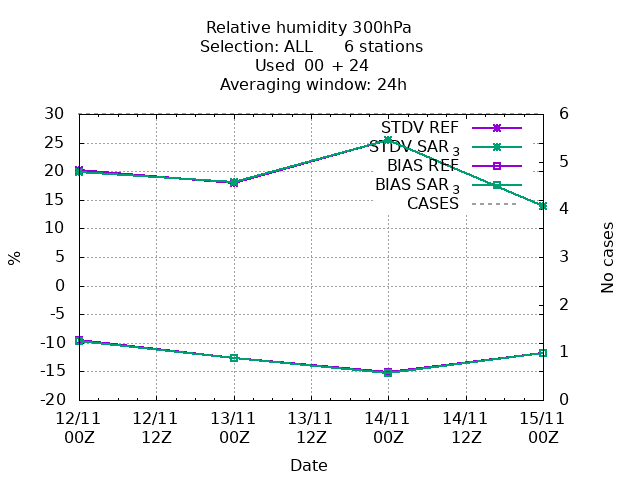 Relative humidity 300hPa
Selection: ALL 6 stations
Used 00 + 24
Averaging window: 24h
30
25
20
15
10
5
0
-5
-10
-15
-20
%
6
5
4
3
2
1
0
No cases
STDV REF
STDV SAR 3
BIAS REF
BIAS SAR 3
CASES
12/11 12/11 13/11 13/11 14/11 14/11 15/11
00Z 12Z 00Z 12Z 00Z 12Z 00Z
Date